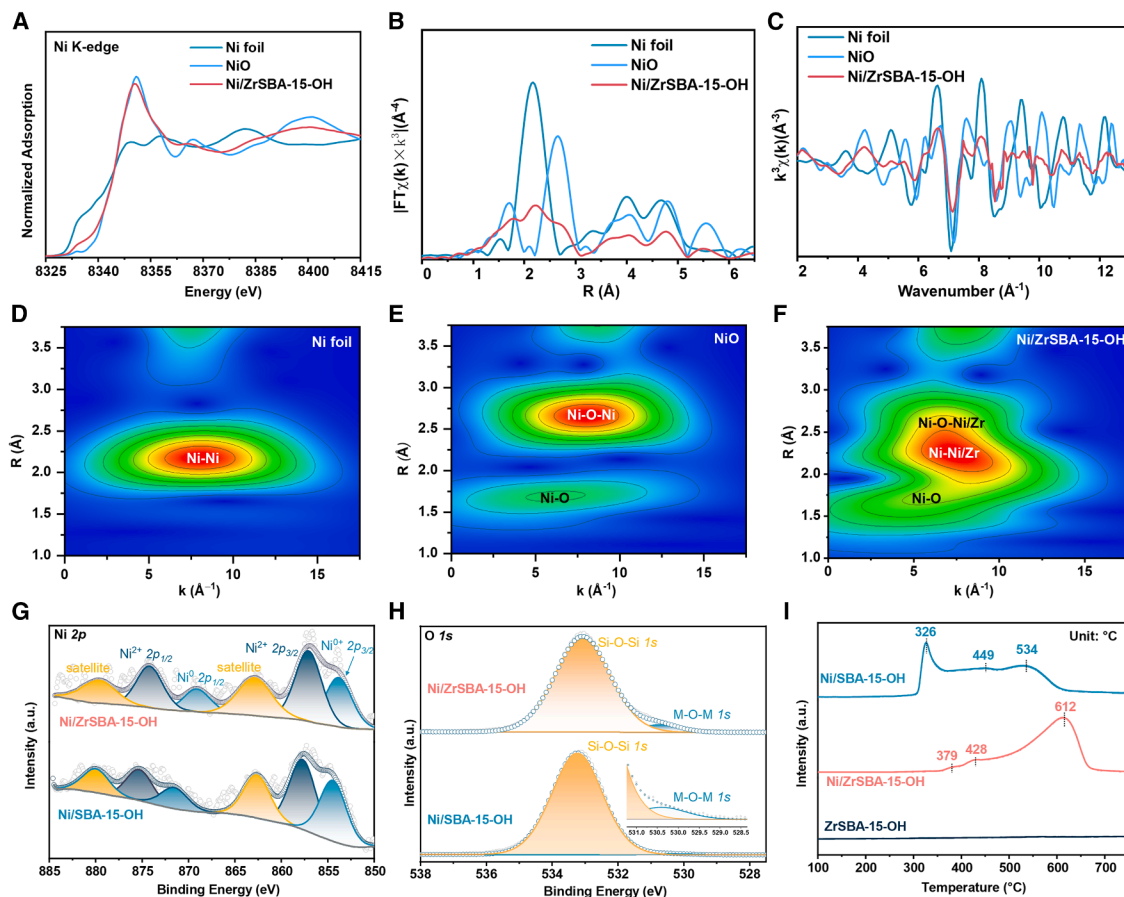 A
Ni K-edge
Ni foil
NiO
Ni/ZrSBA-15-OH
Normalized Adsorption
8325 8340 8355 8370 8385 8400 8415
Energy (eV)
B
Ni foil
NiO
Ni/ZrSBA-15-OH
|FTχ(k)×k³|(Å⁻⁴)
0 1 2 3 4 5 6
R (Å)
C
Ni foil
NiO
Ni/ZrSBA-15-OH
k³χ(k)(Å⁻³)
2 4 6 8 10 12
Wavenumber (Å⁻¹)
D
Ni foil
Ni-Ni
3.5
3.0
2.5
2.0
1.5
1.0
R (Å)
0 5 10 15
k (Å⁻¹)
E
NiO
Ni-O-Ni
Ni-O
3.5
3.0
2.5
2.0
1.5
1.0
R (Å)
0 5 10 15
k (Å⁻¹)
F
Ni/ZrSBA-15-OH
Ni-O-Ni/Zr
Ni-Ni/Zr
Ni-O
3.5
3.0
2.5
2.0
1.5
1.0
R (Å)
0 5 10 15
k (Å⁻¹)
G
Ni 2p
satellite
Ni²⁺ 2p1/2
Ni⁰ 2p1/2
satellite
Ni²⁺ 2p3/2
Ni⁰⁺ 2p3/2
Ni/ZrSBA-15-OH
Ni/SBA-15-OH
Intensity (a.u.)
885 880 875 870 865 860 855 850
Binding Energy (eV)
H
O 1s
Si-O-Si 1s
Ni/ZrSBA-15-OH
M-O-M 1s
Si-O-Si 1s
Ni/SBA-15-OH
M-O-M 1s
531.0 530.5 530.0 529.5 529.0 528.5
Intensity (a.u.)
538 536 534 532 530 528
Binding Energy (eV)
I
Unit: °C
326
449
534
Ni/SBA-15-OH
612
379
428
Ni/ZrSBA-15-OH
ZrSBA-15-OH
Intensity (a.u.)
100 200 300 400 500 600 700
Temperature (°C)